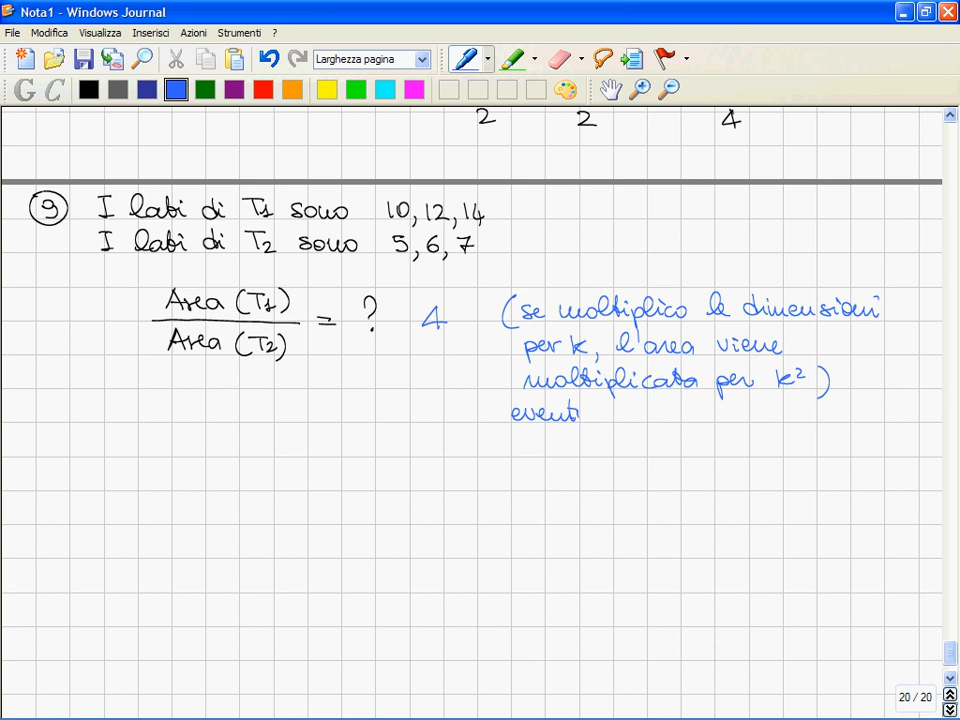 Nota1 - Windows Journal
File Modifica Visualizza Inserisci Azioni Strumenti ?
Larghezza pagina
G C
2 2 4
9 I lati di T1 sono 10, 12, 14
I lati di T2 sono 5, 6, 7
Area (T1)
Area (T2)
= ? 4 (se moltiplico le dimensioni
per k, l'area viene
moltiplicata per k²)
eventi
20 / 20